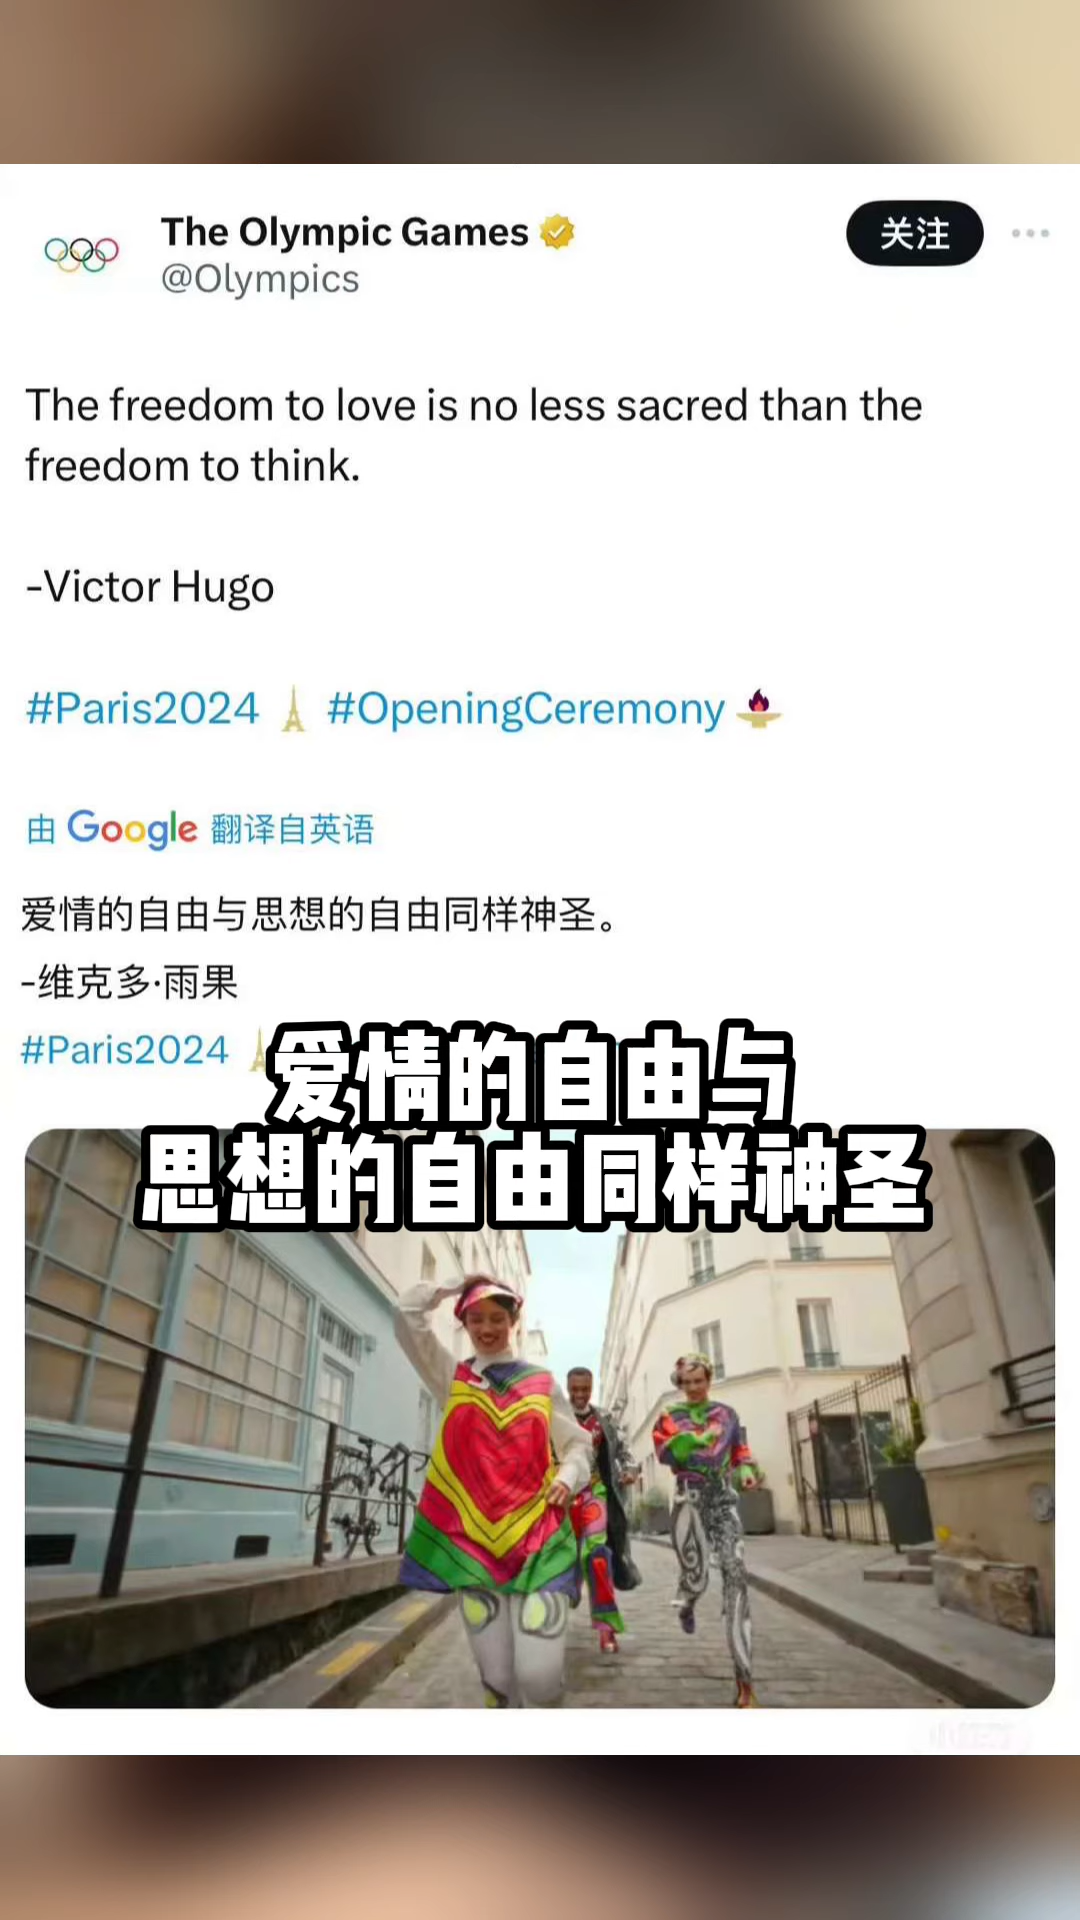 The Olympic Games
@Olympics
关注
The freedom to love is no less sacred than the
freedom to think.
-Victor Hugo
#Paris2024 #OpeningCeremony
由 Google 翻译自英语
爱情的自由与思想的自由同样神圣。
-维克多·雨果
#Paris2024
爱情的自由与
思想的自由同样神圣